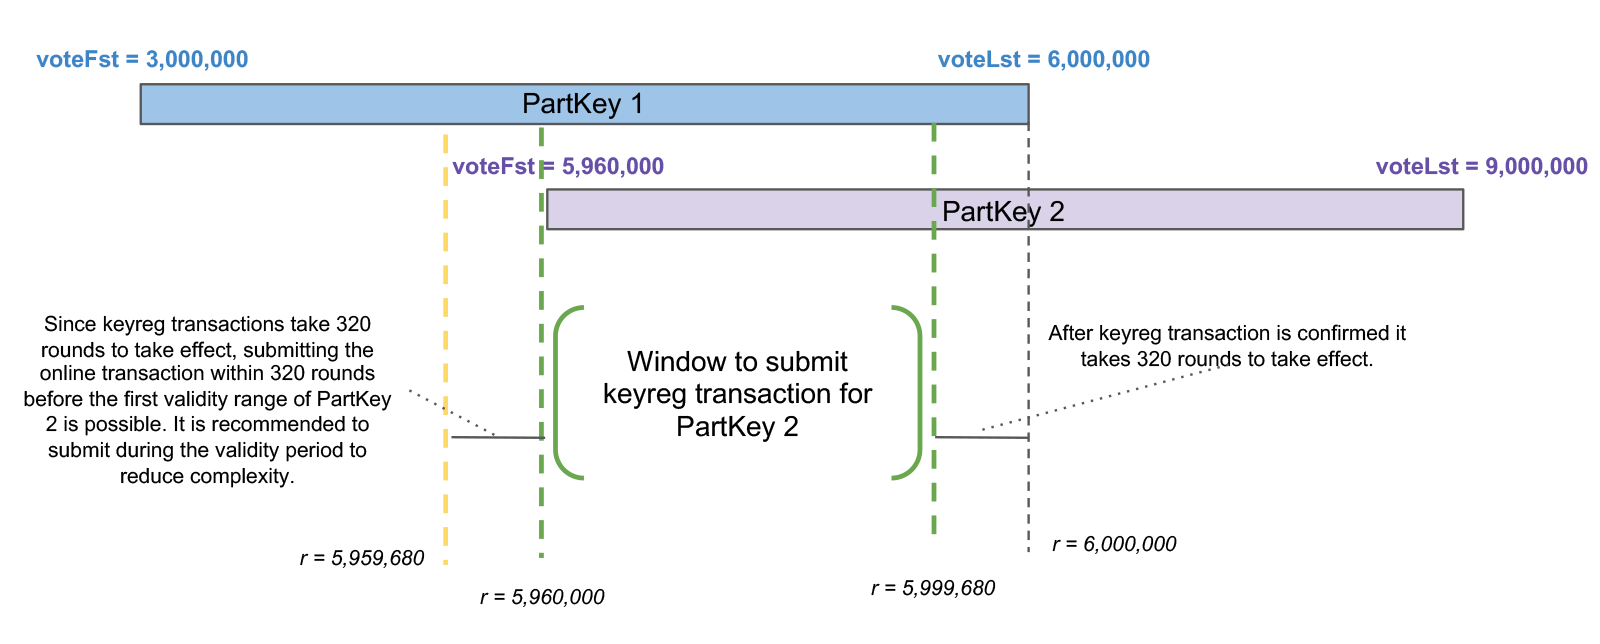 voteFst = 3,000,000
voteLst = 6,000,000
PartKey 1
voteFst = 5,960,000
voteLst = 9,000,000
PartKey 2
Since keyreg transactions take 320
rounds to take effect, submitting the
online transaction within 320 rounds
before the first validity range of PartKey
2 is possible. It is recommended to
submit during the validity period to
reduce complexity.
Window to submit
keyreg transaction for
PartKey 2
After keyreg transaction is confirmed it
takes 320 rounds to take effect.
r = 5,959,680
r = 5,960,000
r = 5,999,680
r = 6,000,000